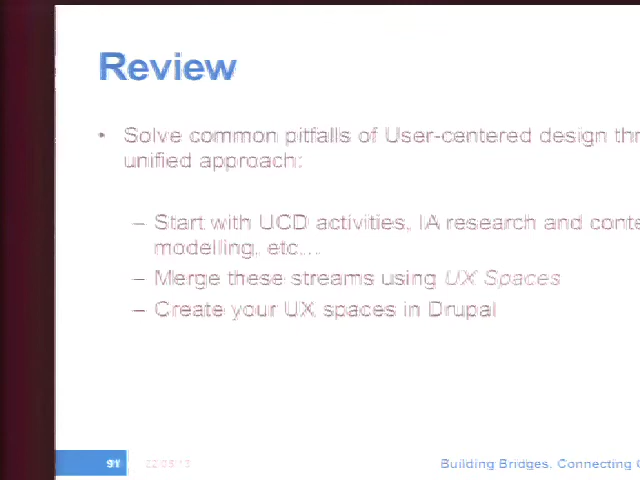 Review
• Solve common pitfalls of User-centered design
unified approach:
– Start with UCD activities, IA research and
modelling, etc...
– Merge these streams using UX Spaces
– Create your UX spaces in Drupal
91
Building Bridges, Connecting